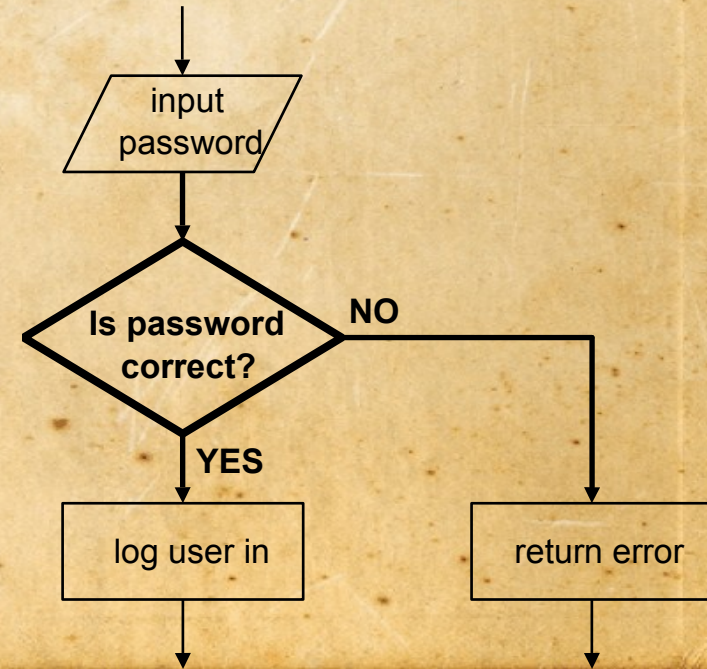 input
password
Is password
correct?
NO
YES
log user in
return error